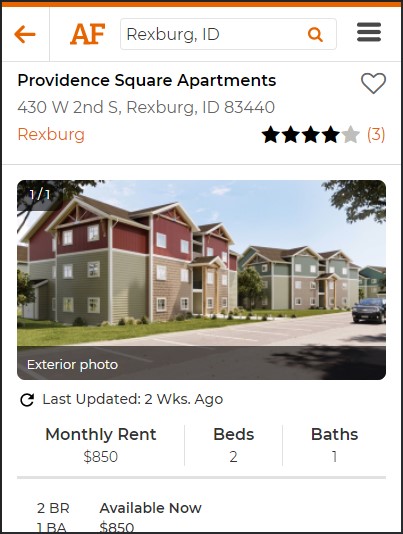 AF
Rexburg, ID
Providence Square Apartments
430 W 2nd S, Rexburg, ID 83440
Rexburg
(3)
1 / 1
Exterior photo
Last Updated: 2 Wks. Ago
Monthly Rent Beds Baths
$850 2 1
2 BR Available Now
1 BA $850